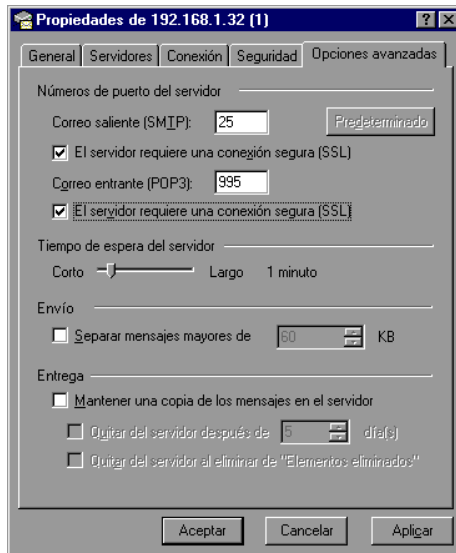 Propiedades de 192.168.1.32 (1)
General Servidores Conexión Seguridad Opciones avanzadas
Números de puerto del servidor
Correo saliente (SMTP): 25 Predeterminado
El servidor requiere una conexión segura (SSL)
Correo entrante (POP3): 995
El servidor requiere una conexión segura (SSL)
Tiempo de espera del servidor
Corto Largo 1 minuto
Envío
Separar mensajes mayores de 60 KB
Entrega
Mantener una copia de los mensajes en el servidor
Quitar del servidor después de 5 día(s)
Quitar del servidor al eliminar de "Elementos eliminados"
Aceptar Cancelar Aplicar